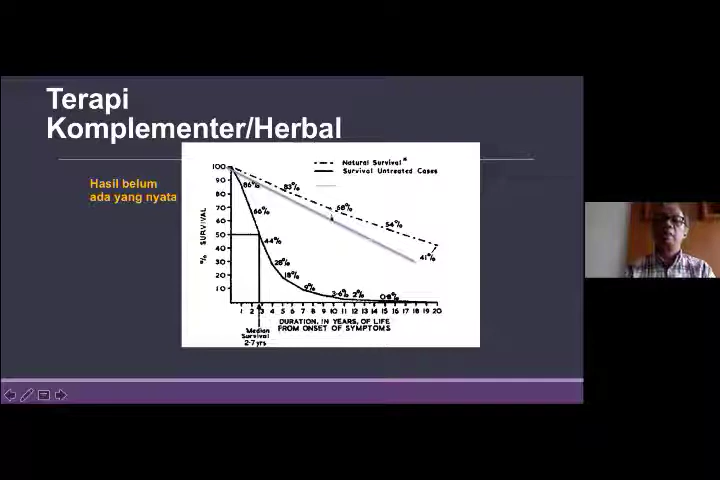 Terapi
Komplementer/Herbal
Hasil belum
ada yang nyata
Natural Survival*
Survival Untreated Cases
100
90
80
70
60
50
40
30
20
10
% SURVIVAL
86%
83%
68%
54%
41%
66%
44%
28%
18%
9%
3·6%
2%
0·8%
1 2 3 4 5 6 7 8 9 10 11 12 13 14 15 16 17 18 19 20
DURATION, IN YEARS, OF LIFE
FROM ONSET OF SYMPTOMS
Median
Survival
2·7 yrs